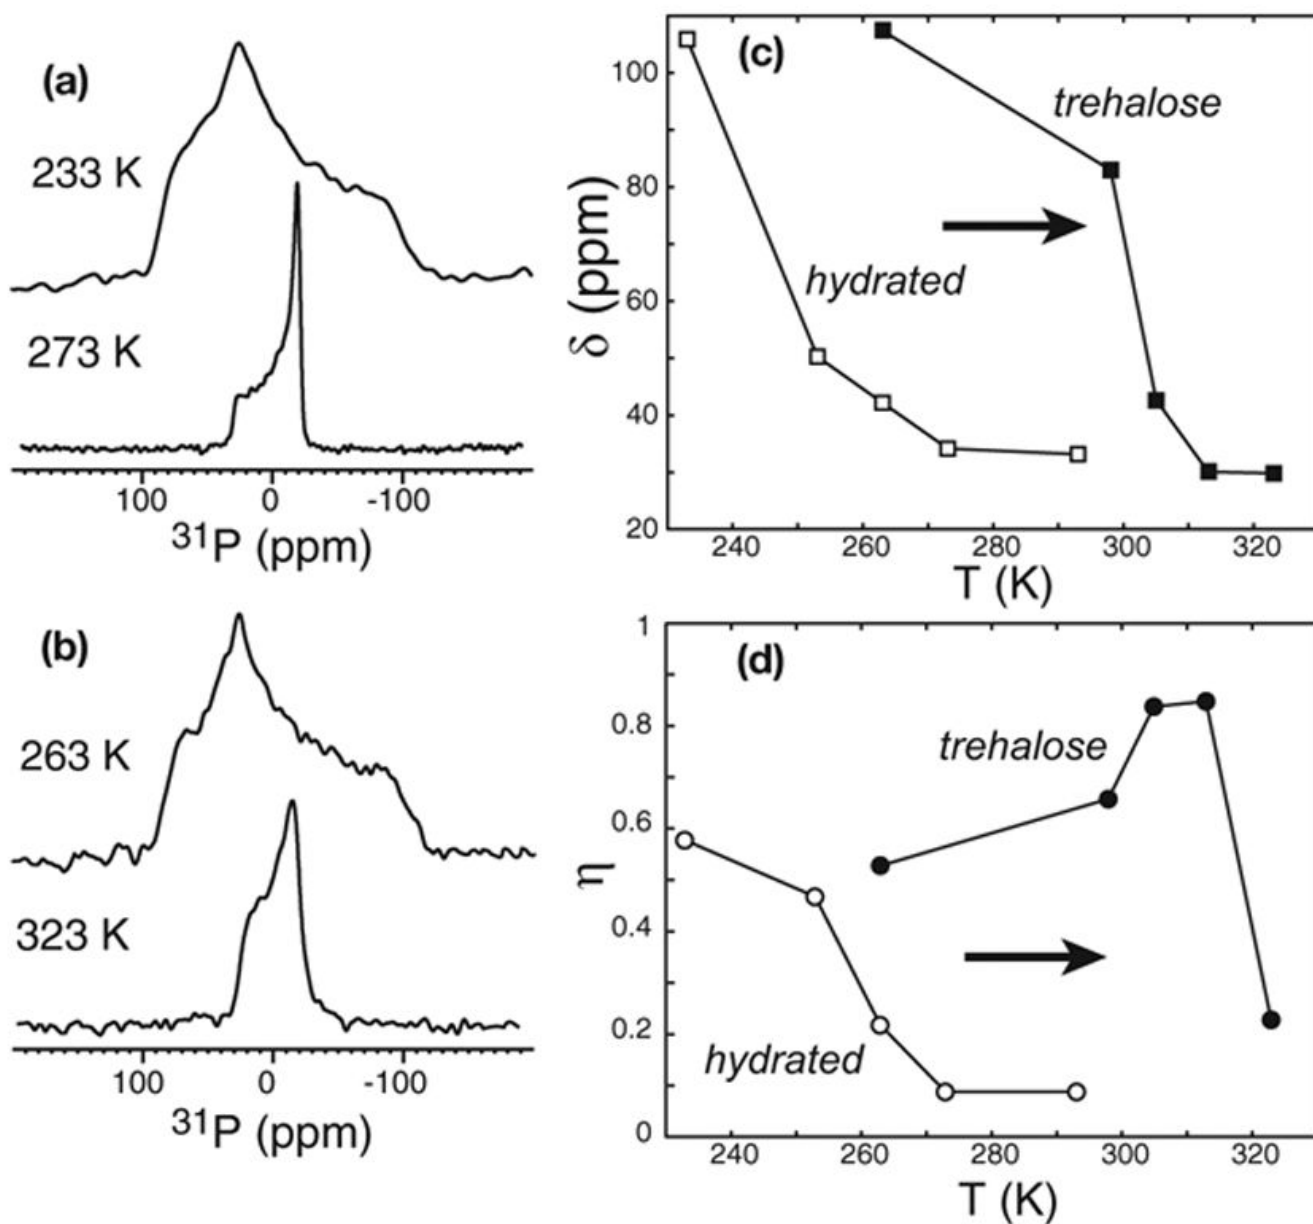 (a)
233 K
273 K
100 0 -100
31P (ppm)
(b)
263 K
323 K
100 0 -100
31P (ppm)
(c)
trehalose
hydrated
δ (ppm)
100
80
60
40
20
240 260 280 300 320
T (K)
(d)
trehalose
hydrated
η
1
0.8
0.6
0.4
0.2
0
240 260 280 300 320
T (K)